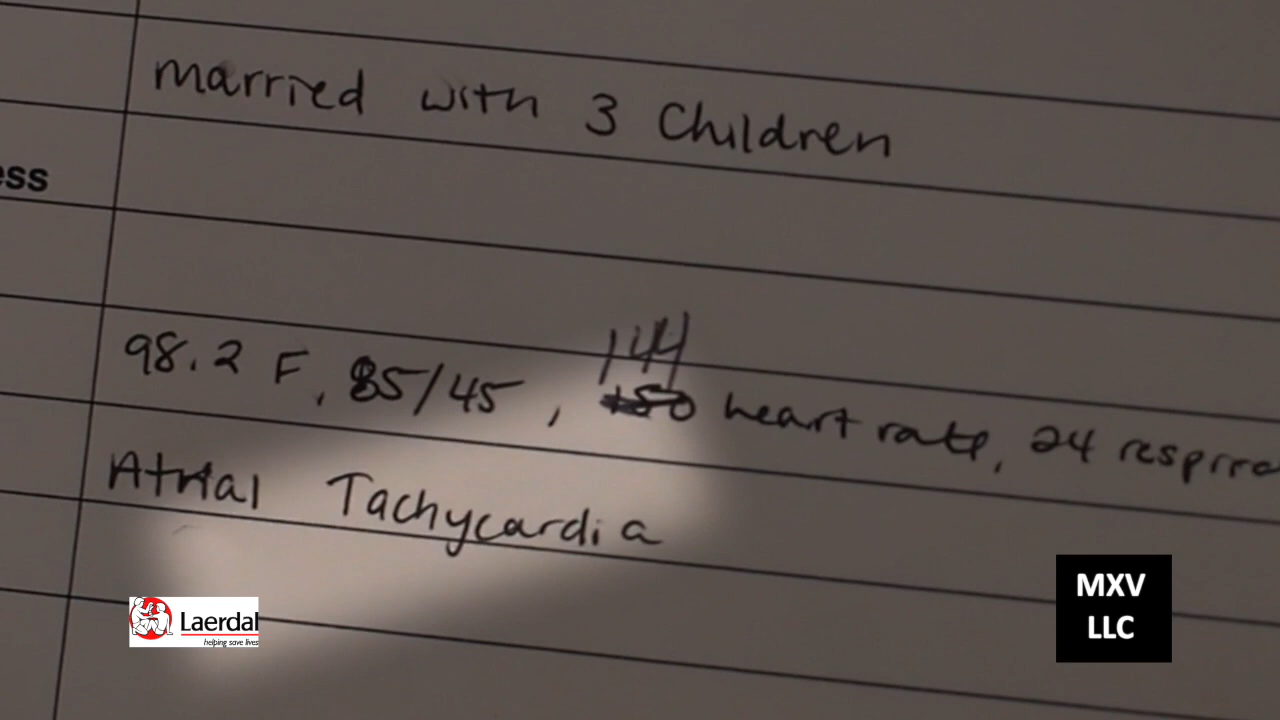 married with 3 Children
ess
144
98.2 F, 85/45, 150 heart rate, 24 respira
Atrial Tachycardia
Laerdal
helping save lives
MXV
LLC